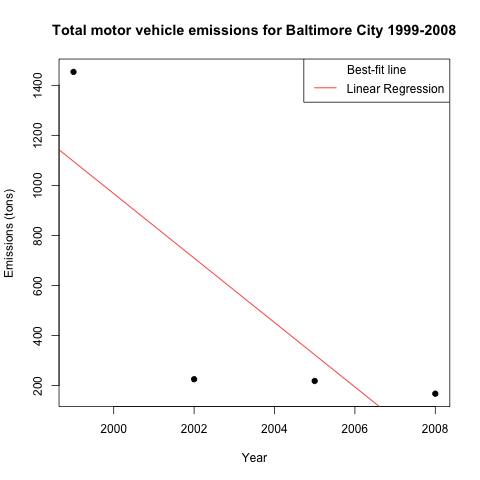 Total motor vehicle emissions for Baltimore City 1999-2008
Best-fit line
Linear Regression
Emissions (tons)
1400
1200
1000
800
600
400
200
2000 2002 2004 2006 2008
Year